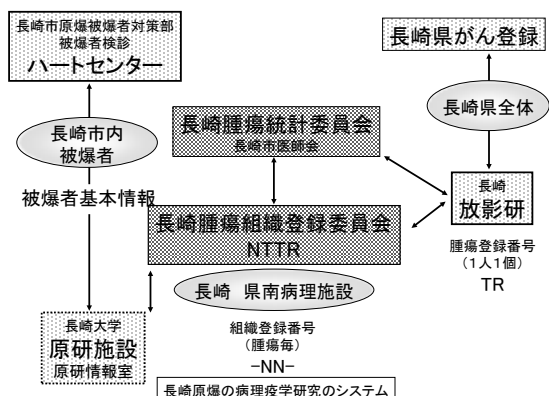 長崎市原爆被爆者対策部
被爆者検診
ハートセンター
長崎県がん登録
長崎市内
被爆者
長崎腫瘍統計委員会
長崎市医師会
長崎県全体
被爆者基本情報
長崎腫瘍組織登録委員会
NTTR
長崎
放影研
腫瘍登録番号
(1人1個)
TR
長崎 県南病理施設
長崎大学
原研施設
原研情報室
組織登録番号
(腫瘍毎)
-NN-
長崎原爆の病理疫学研究のシステム